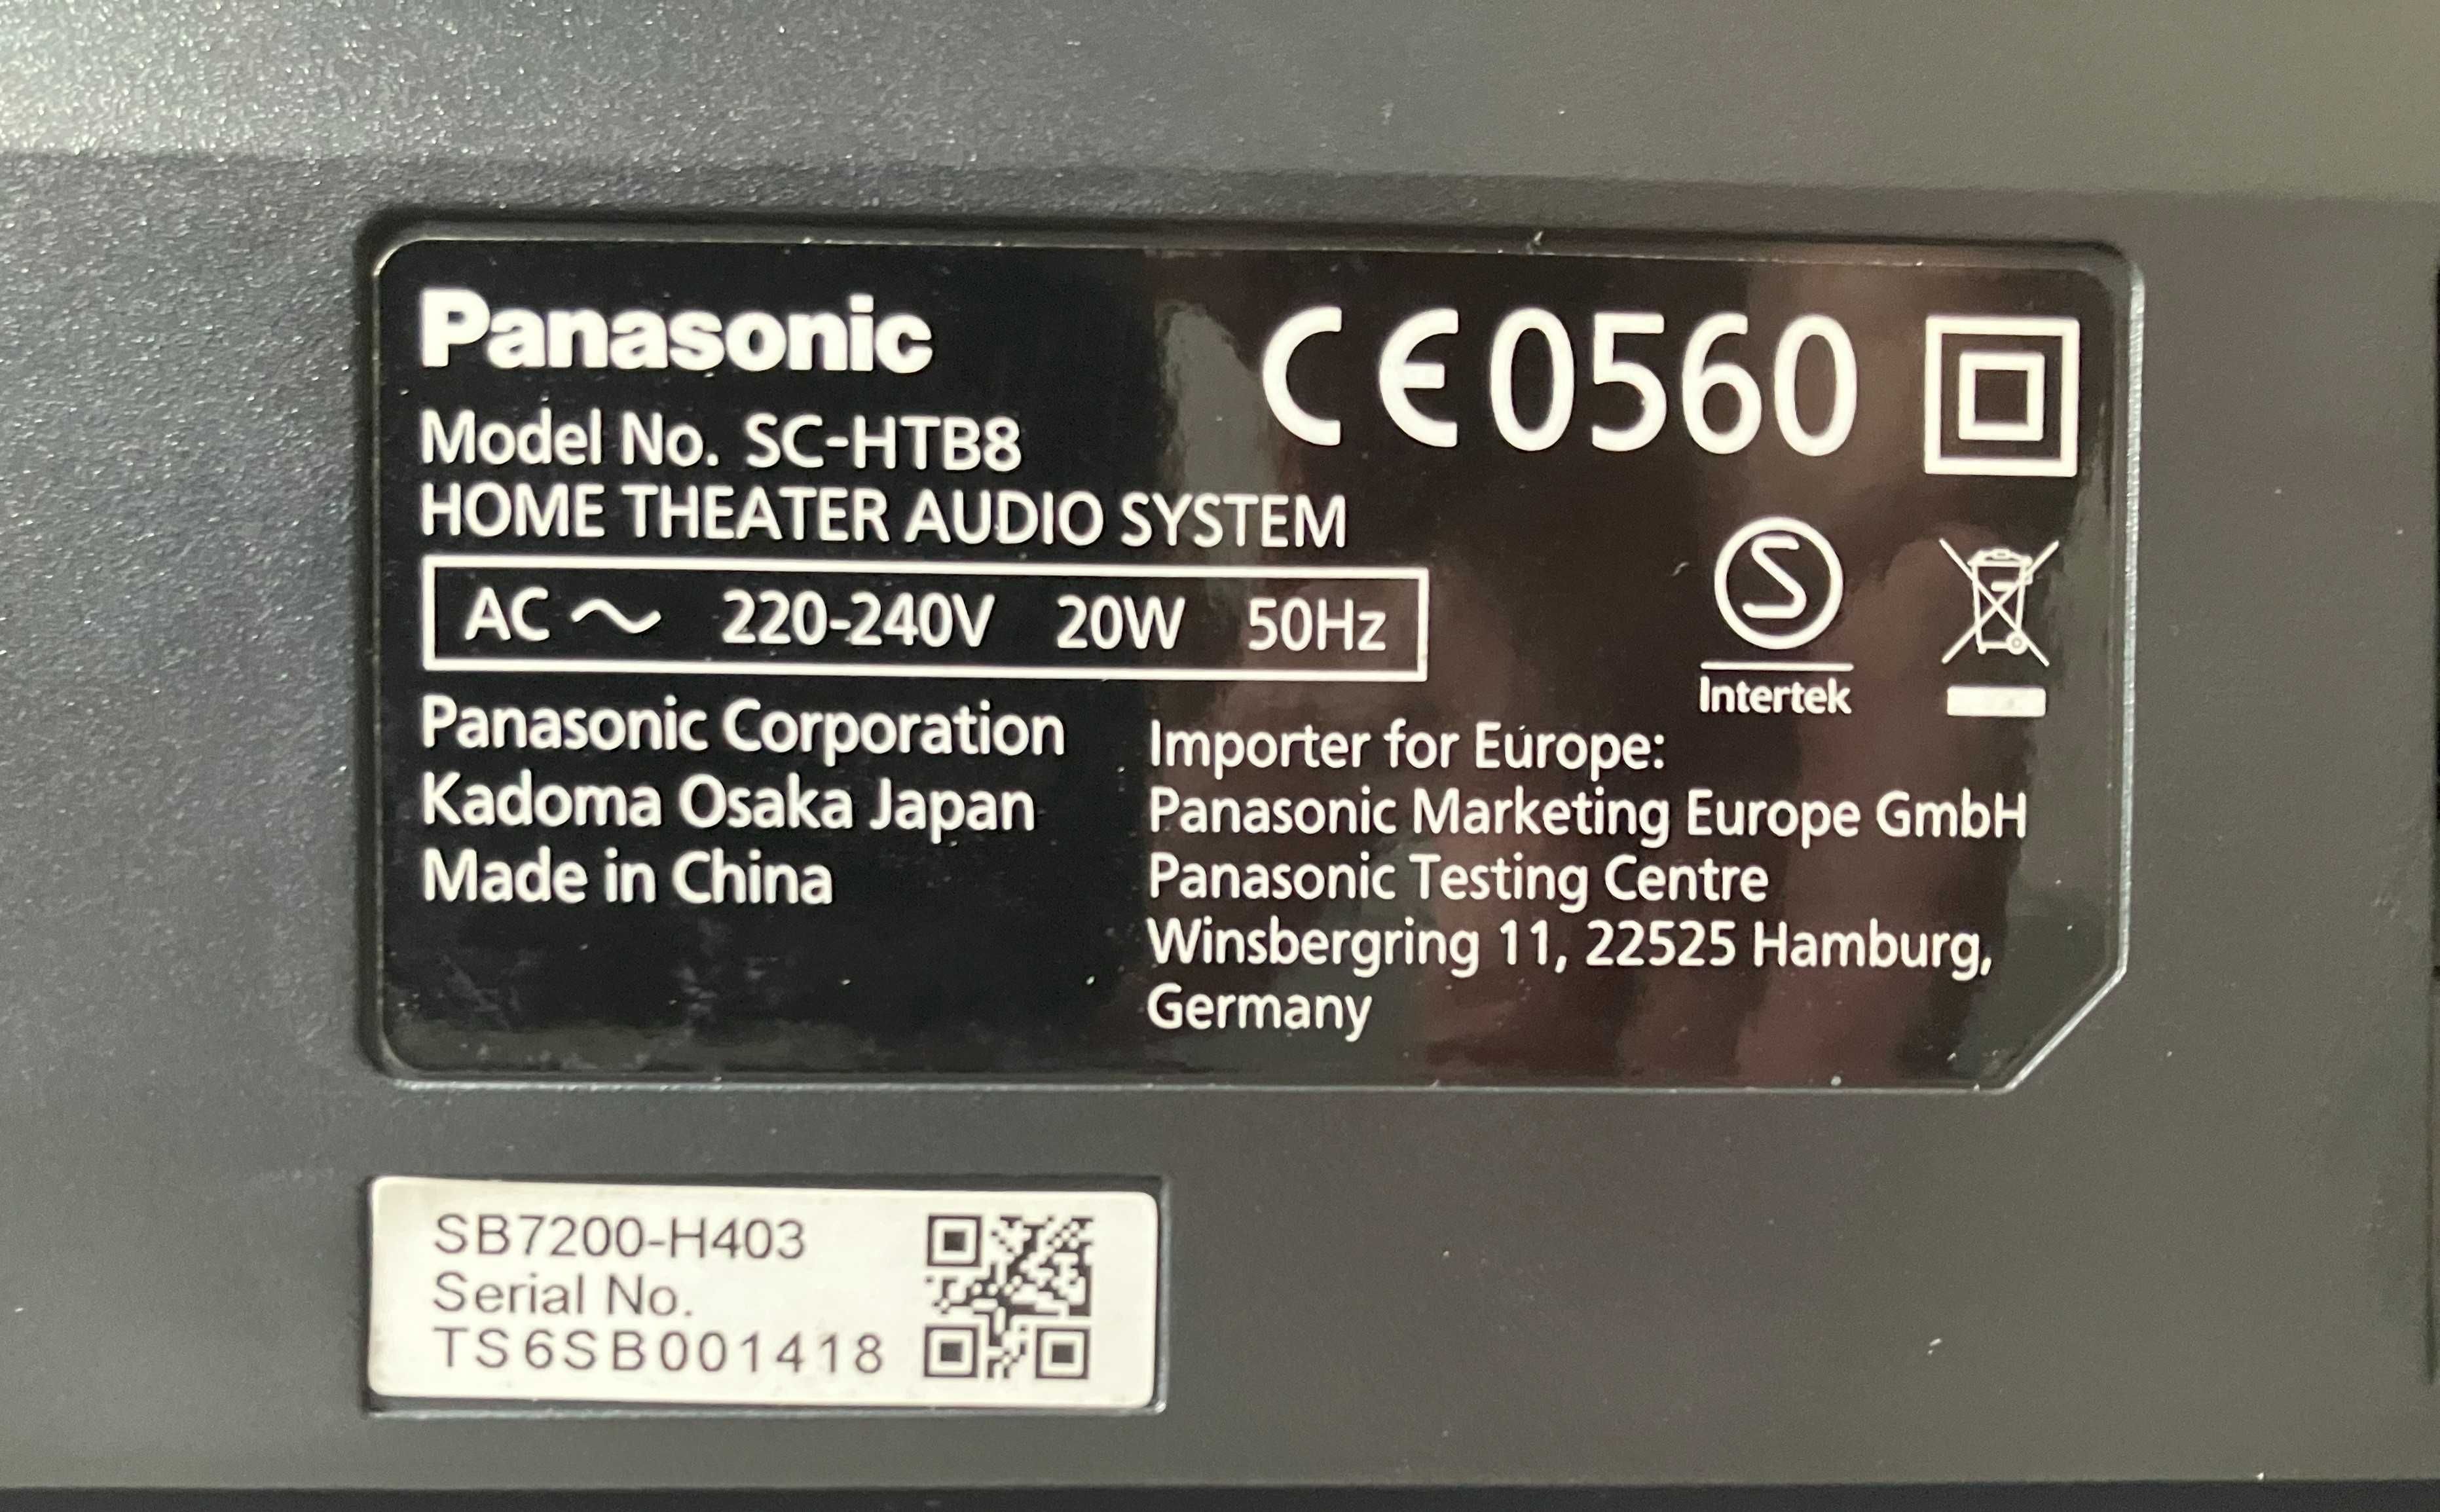 Panasonic
CE0560
Model No. SC-HTB8
HOME THEATER AUDIO SYSTEM
AC ~ 220-240V 20W 50Hz
S
Intertek
Panasonic Corporation
Kadoma Osaka Japan
Made in China
Importer for Europe:
Panasonic Marketing Europe GmbH
Panasonic Testing Centre
Winsbergring 11, 22525 Hamburg,
Germany
SB7200-H403
Serial No.
TS6SB001418